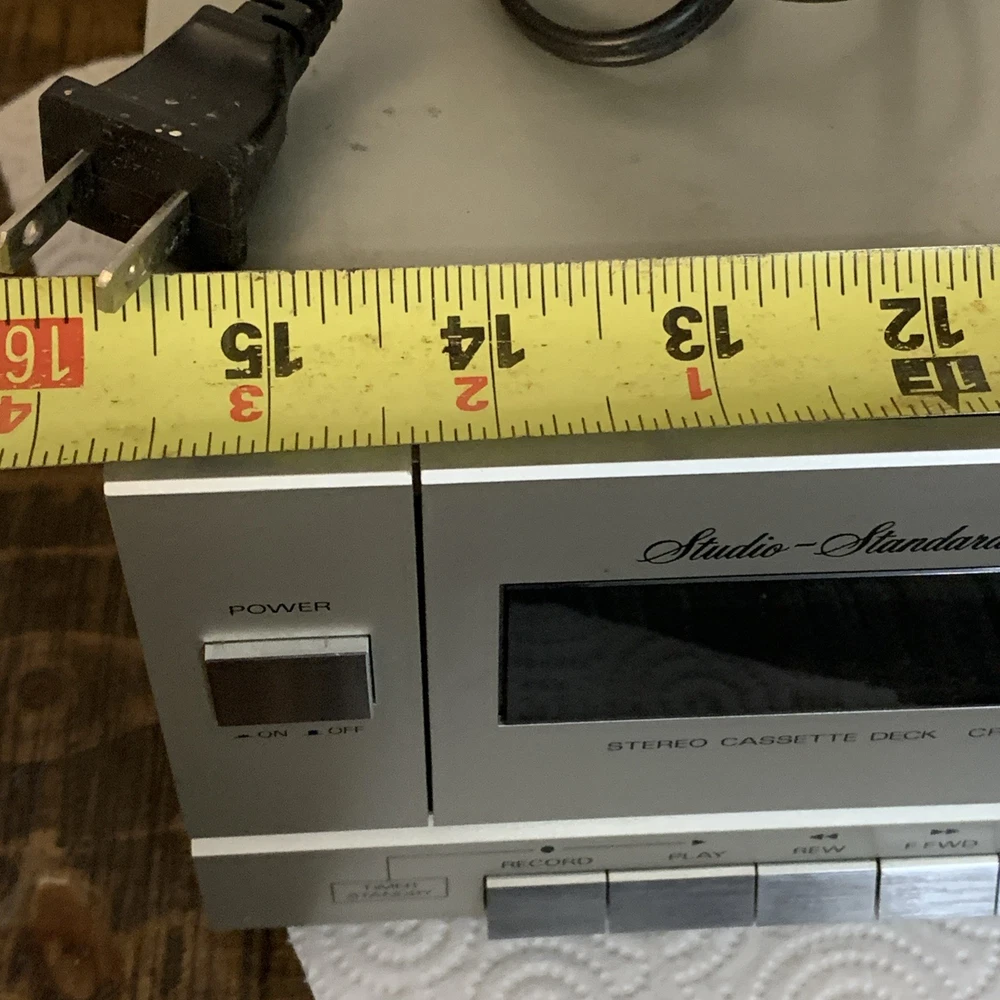 16 15 14 13 12
4 3 2 1 1F
Studio-Standard
POWER
ON OFF
STEREO CASSETTE DECK
RECORD PLAY REW F.FWD
TIMER
STANDBY